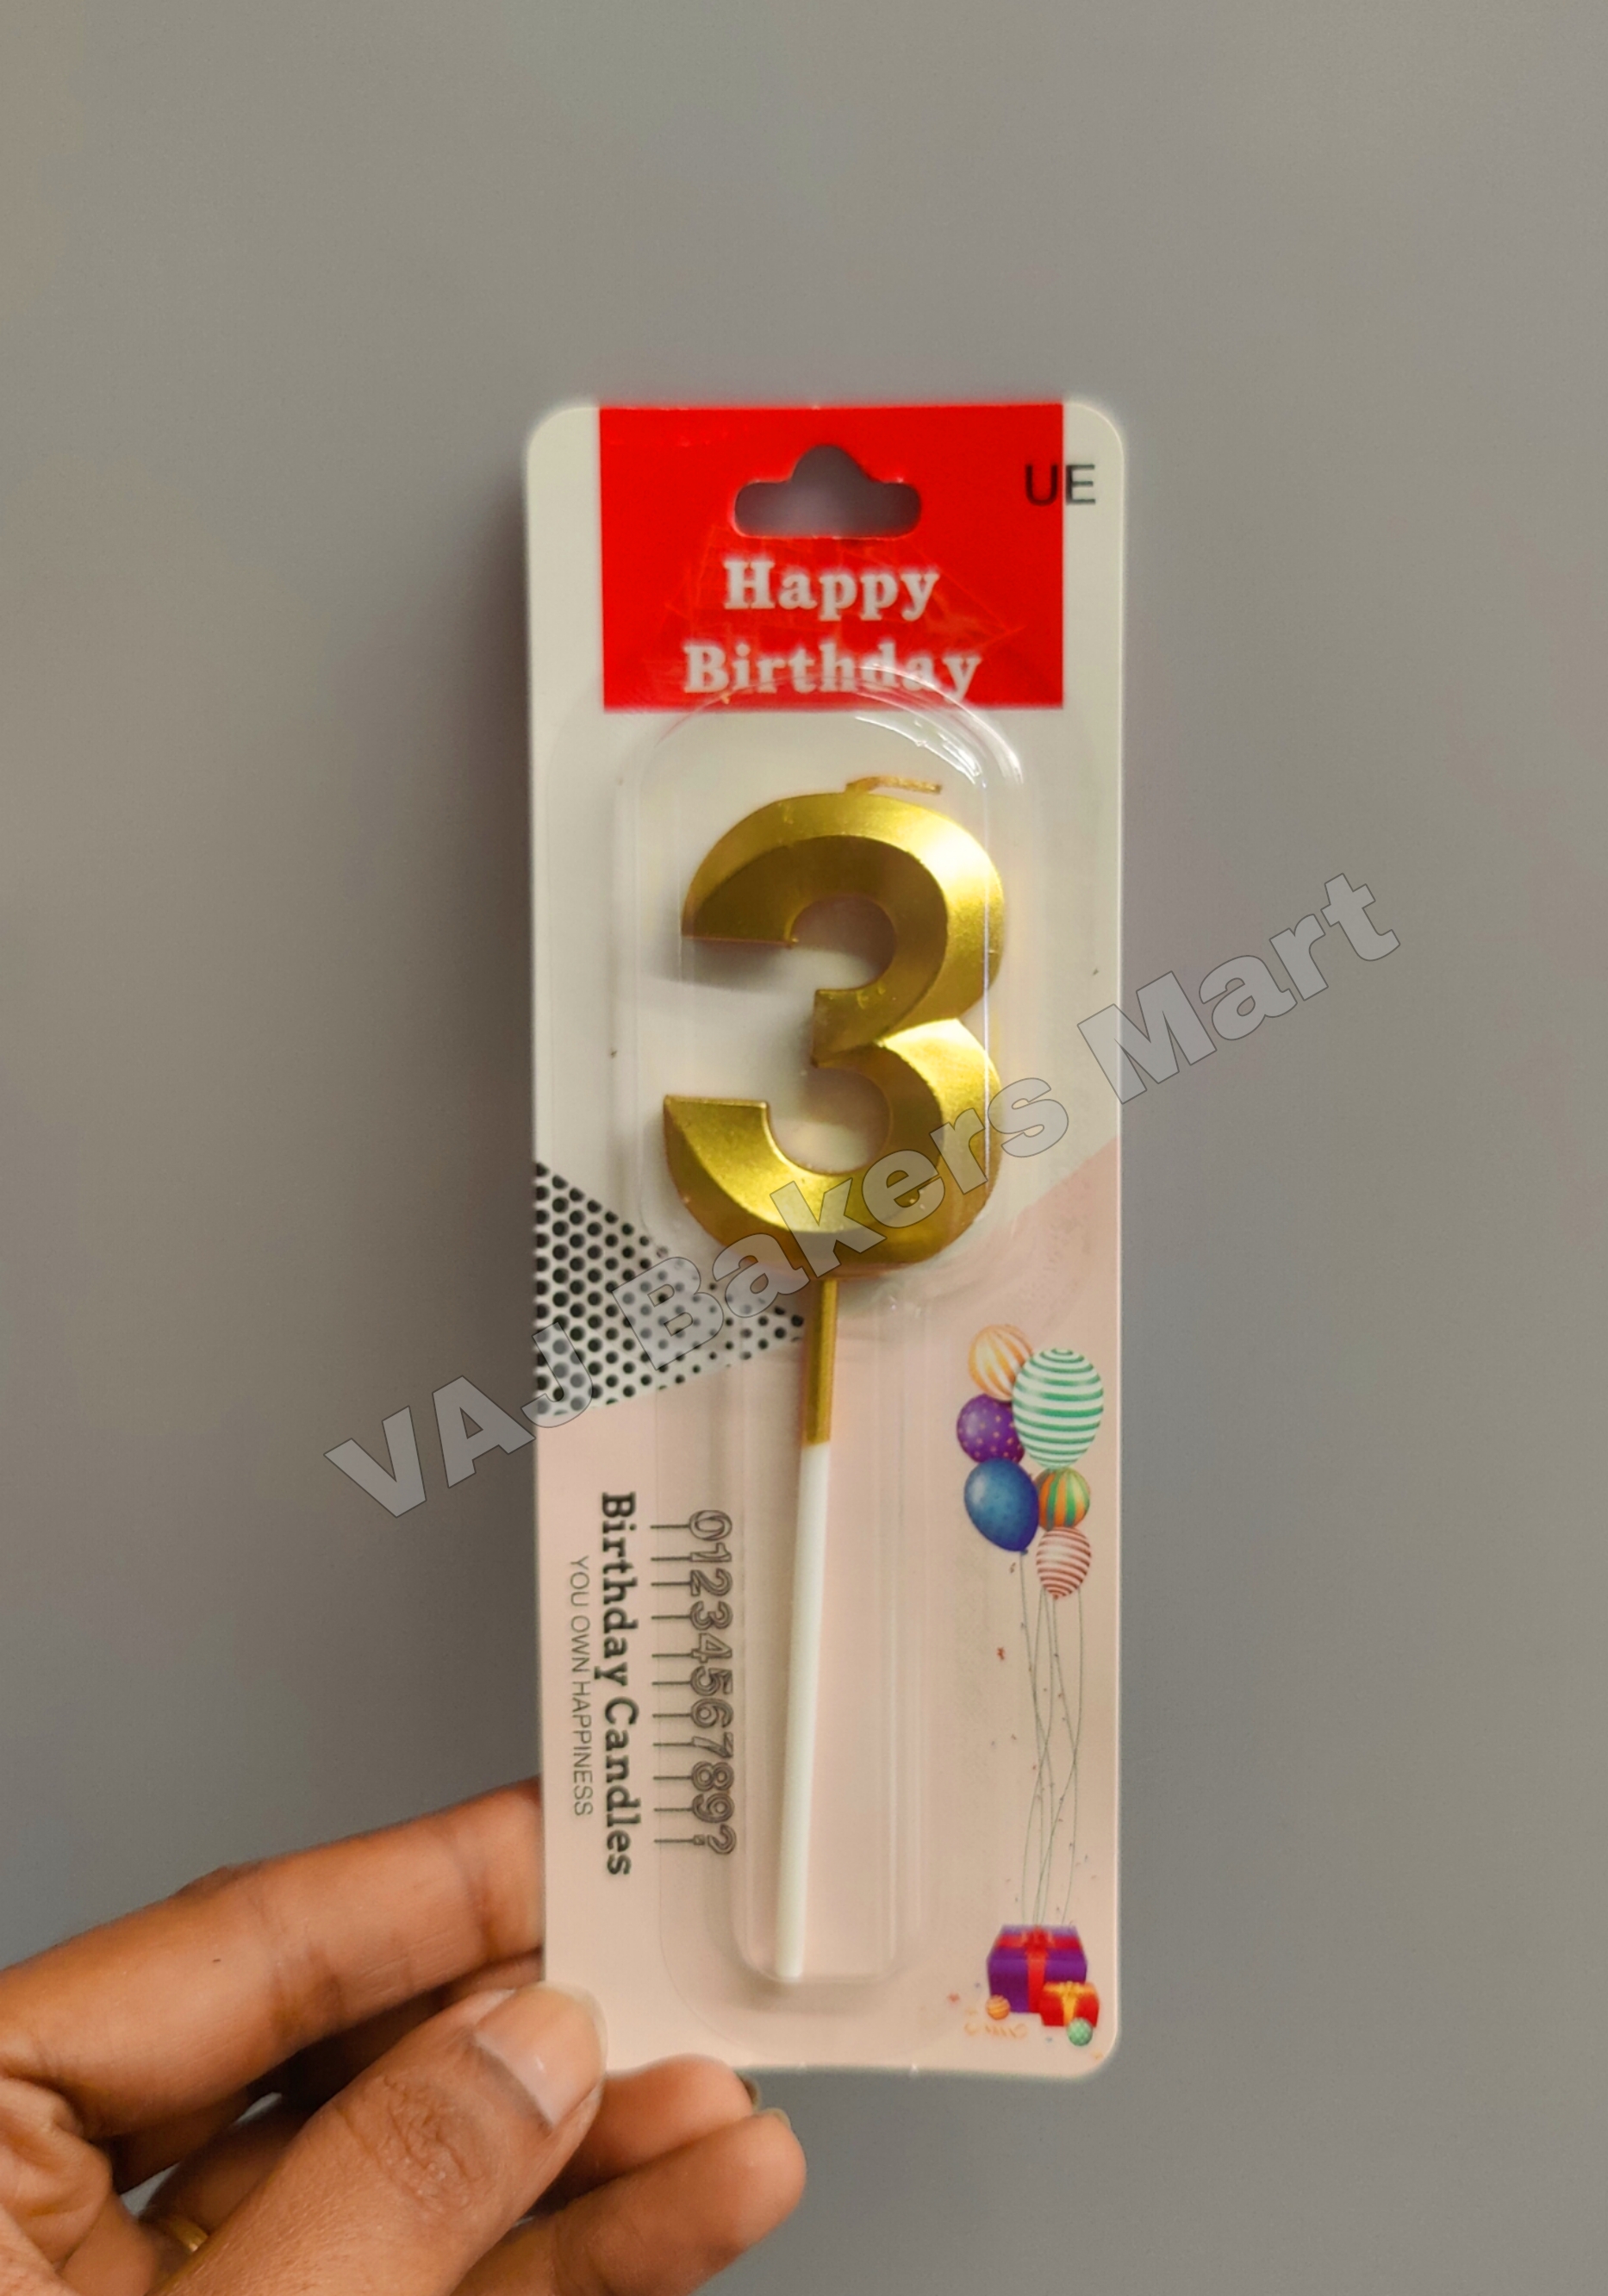 UE
Happy
Birthday
3
VAJ Bakers Mart
0123456789?
Birthday Candles
YOU OWN HAPPINESS